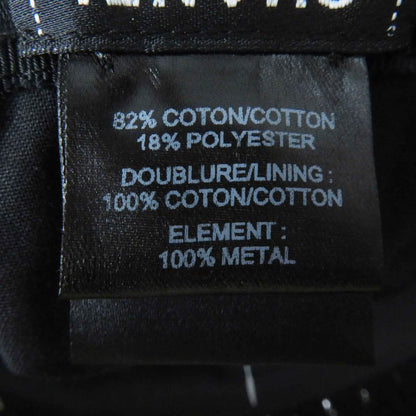 82% COTON/COTTON
18% POLYESTER
DOUBLURE/LINING :
100% COTON/COTTON
ELEMENT :
100% METAL